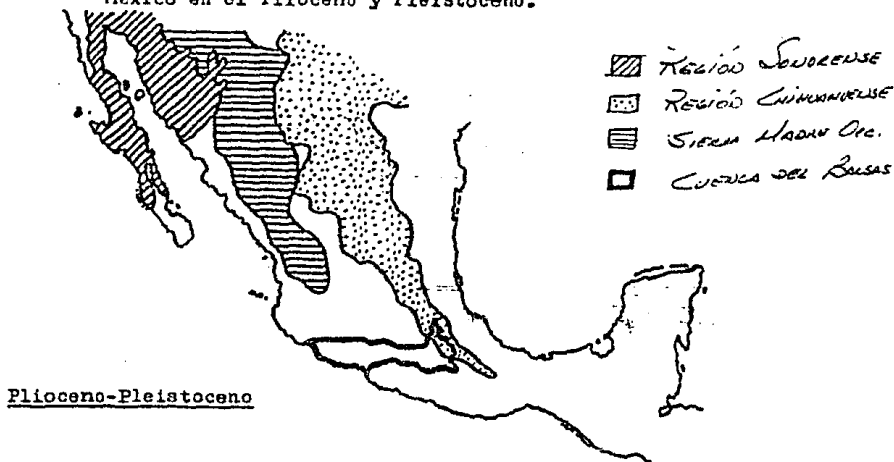 México en el Plioceno y Pleistoceno.
REGIÓN SONORENSE
REGIÓN CHIHUAHUENSE
SIERRA MADRE OCC.
CUENCA DEL BALSAS
Plioceno-Pleistoceno